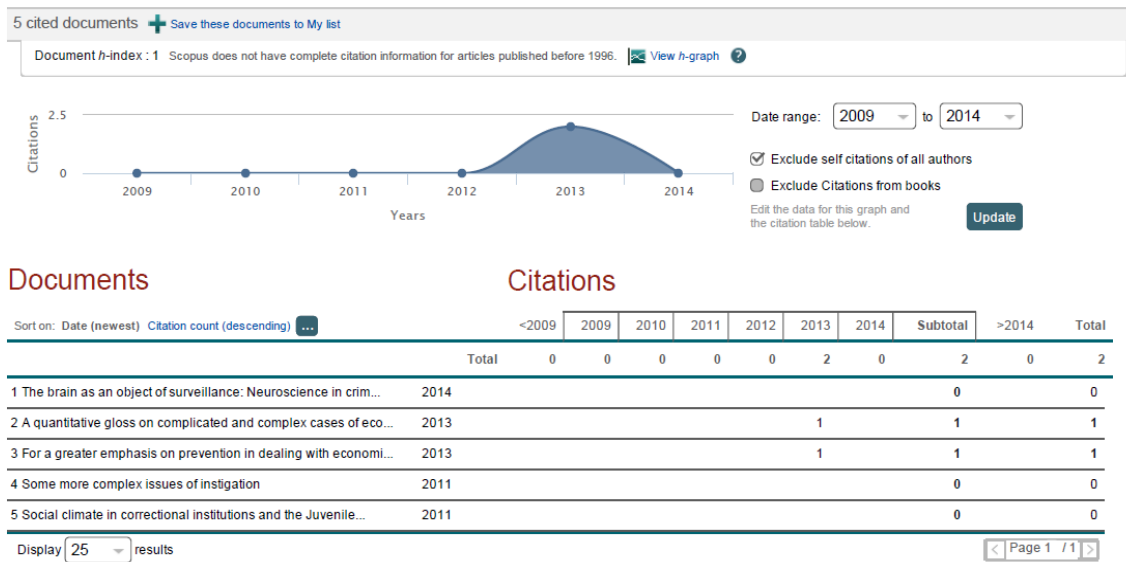 5 cited documents Save these documents to My list
Document h-index : 1 Scopus does not have complete citation information for articles published before 1996. View h-graph ?
Citations
2.5
0
2009 2010 2011 2012 2013 2014
Years
Date range: 2009 to 2014
Exclude self citations of all authors
Exclude Citations from books
Edit the data for this graph and
the citation table below.
Update
Documents
Citations
Sort on: Date (newest) Citation count (descending) ...
<2009 2009 2010 2011 2012 2013 2014 Subtotal >2014 Total
Total 0 0 0 0 0 2 0 2 0 2
1 The brain as an object of surveillance: Neuroscience in crim... 2014 0 0
2 A quantitative gloss on complicated and complex cases of eco... 2013 1 1 1
3 For a greater emphasis on prevention in dealing with economi... 2013 1 1 1
4 Some more complex issues of instigation 2011 0 0
5 Social climate in correctional institutions and the Juvenile... 2011 0 0
Display 25 results
< Page 1 / 1 >